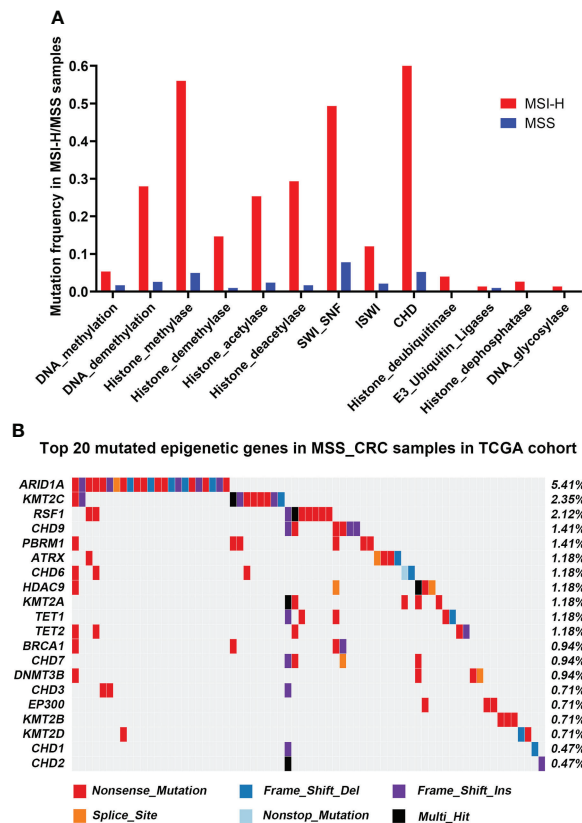 A
Mutation frquency in MSI-H/MSS samples
0.6
0.5
0.4
0.3
0.2
0.1
0.0
MSI-H
MSS
DNA_methylation
DNA_demethylation
Histone_methylase
Histone_demethylase
Histone_acetylase
Histone_deacetylase
SWI_SNF
ISWI
CHD
Histone_deubiquitinase
E3_Ubiquitin_Ligases
Histone_dephosphatase
DNA_glycosylase
B
Top 20 mutated epigenetic genes in MSS_CRC samples in TCGA cohort
ARID1A 5.41%
KMT2C 2.35%
RSF1 2.12%
CHD9 1.41%
PBRM1 1.41%
ATRX 1.18%
CHD6 1.18%
HDAC9 1.18%
KMT2A 1.18%
TET1 1.18%
TET2 1.18%
BRCA1 0.94%
CHD7 0.94%
DNMT3B 0.94%
CHD3 0.71%
EP300 0.71%
KMT2B 0.71%
KMT2D 0.71%
CHD1 0.47%
CHD2 0.47%
Nonsense_Mutation Frame_Shift_Del Frame_Shift_Ins
Splice_Site Nonstop_Mutation Multi_Hit